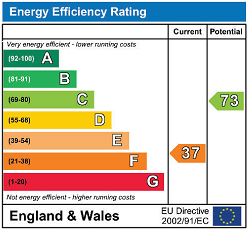 Energy Efficiency Rating
Current Potential
Very energy efficient - lower running costs
(92-100) A
(81-91) B
(69-80) C
73
(55-68) D
(39-54) E
(21-38) F
37
(1-20) G
Not energy efficient - higher running costs
England & Wales
EU Directive
2002/91/EC